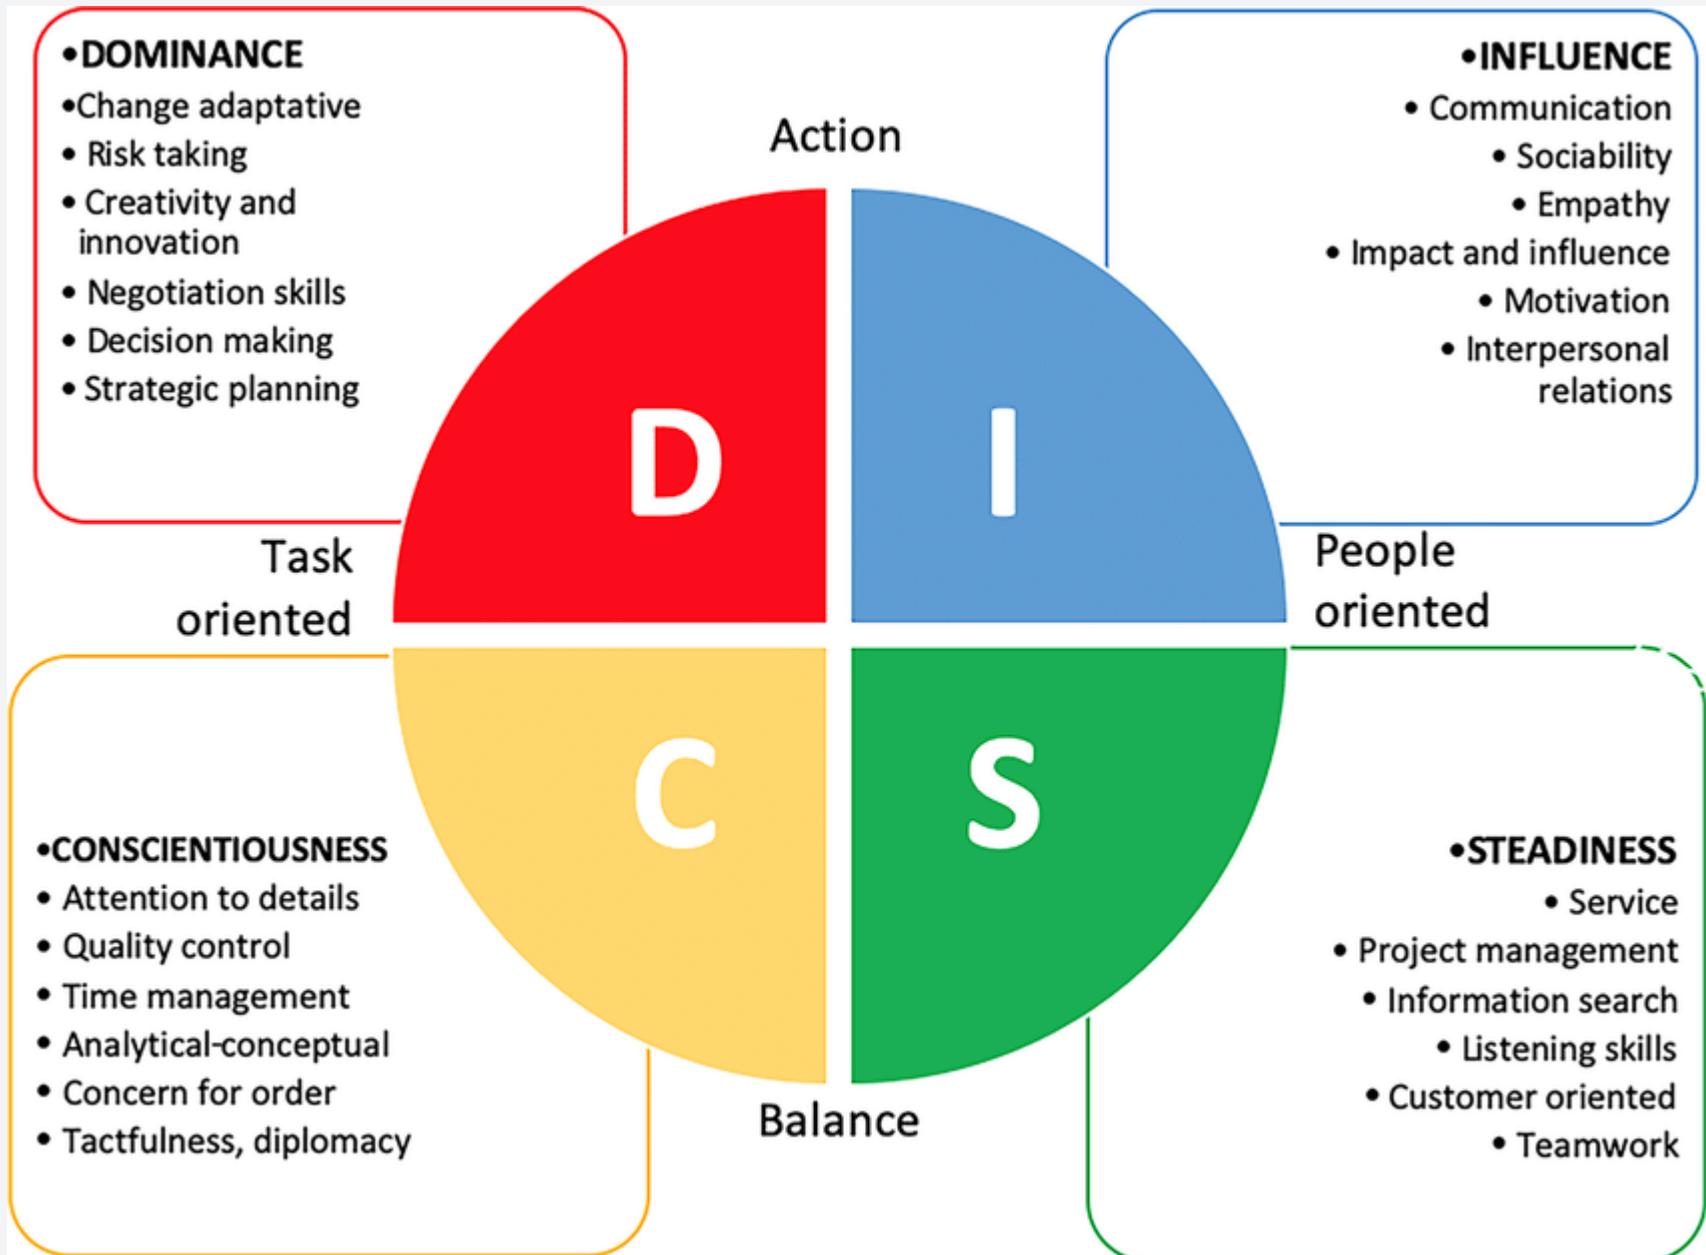 •DOMINANCE
•Change adaptative
• Risk taking
• Creativity and
innovation
• Negotiation skills
• Decision making
• Strategic planning
Action
•INFLUENCE
• Communication
• Sociability
• Empathy
• Impact and influence
• Motivation
• Interpersonal
relations
D
I
Task
oriented
People
oriented
C
S
•CONSCIENTIOUSNESS
• Attention to details
• Quality control
• Time management
• Analytical-conceptual
• Concern for order
• Tactfulness, diplomacy
Balance
•STEADINESS
• Service
• Project management
• Information search
• Listening skills
• Customer oriented
• Teamwork